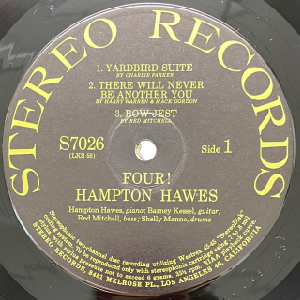 STEREO RECORDS
1. YARDBIRD SUITE
BY CHARLIE PARKER
2. THERE WILL NEVER
BE ANOTHER YOU
BY HARRY WARREN & MACK GORDON
3. BOW JEST
BY RED MITCHELL
S7026
(LKS 55)
Side 1
FOUR!
HAMPTON HAWES
Hampton Hawes, piano; Barney Kessel, guitar,
Red Mitchell, bass; Shelly Manne, drums
STEREO RECORDS 8481 MELROSE PL., LOS ANGELES 46, CALIFORNIA